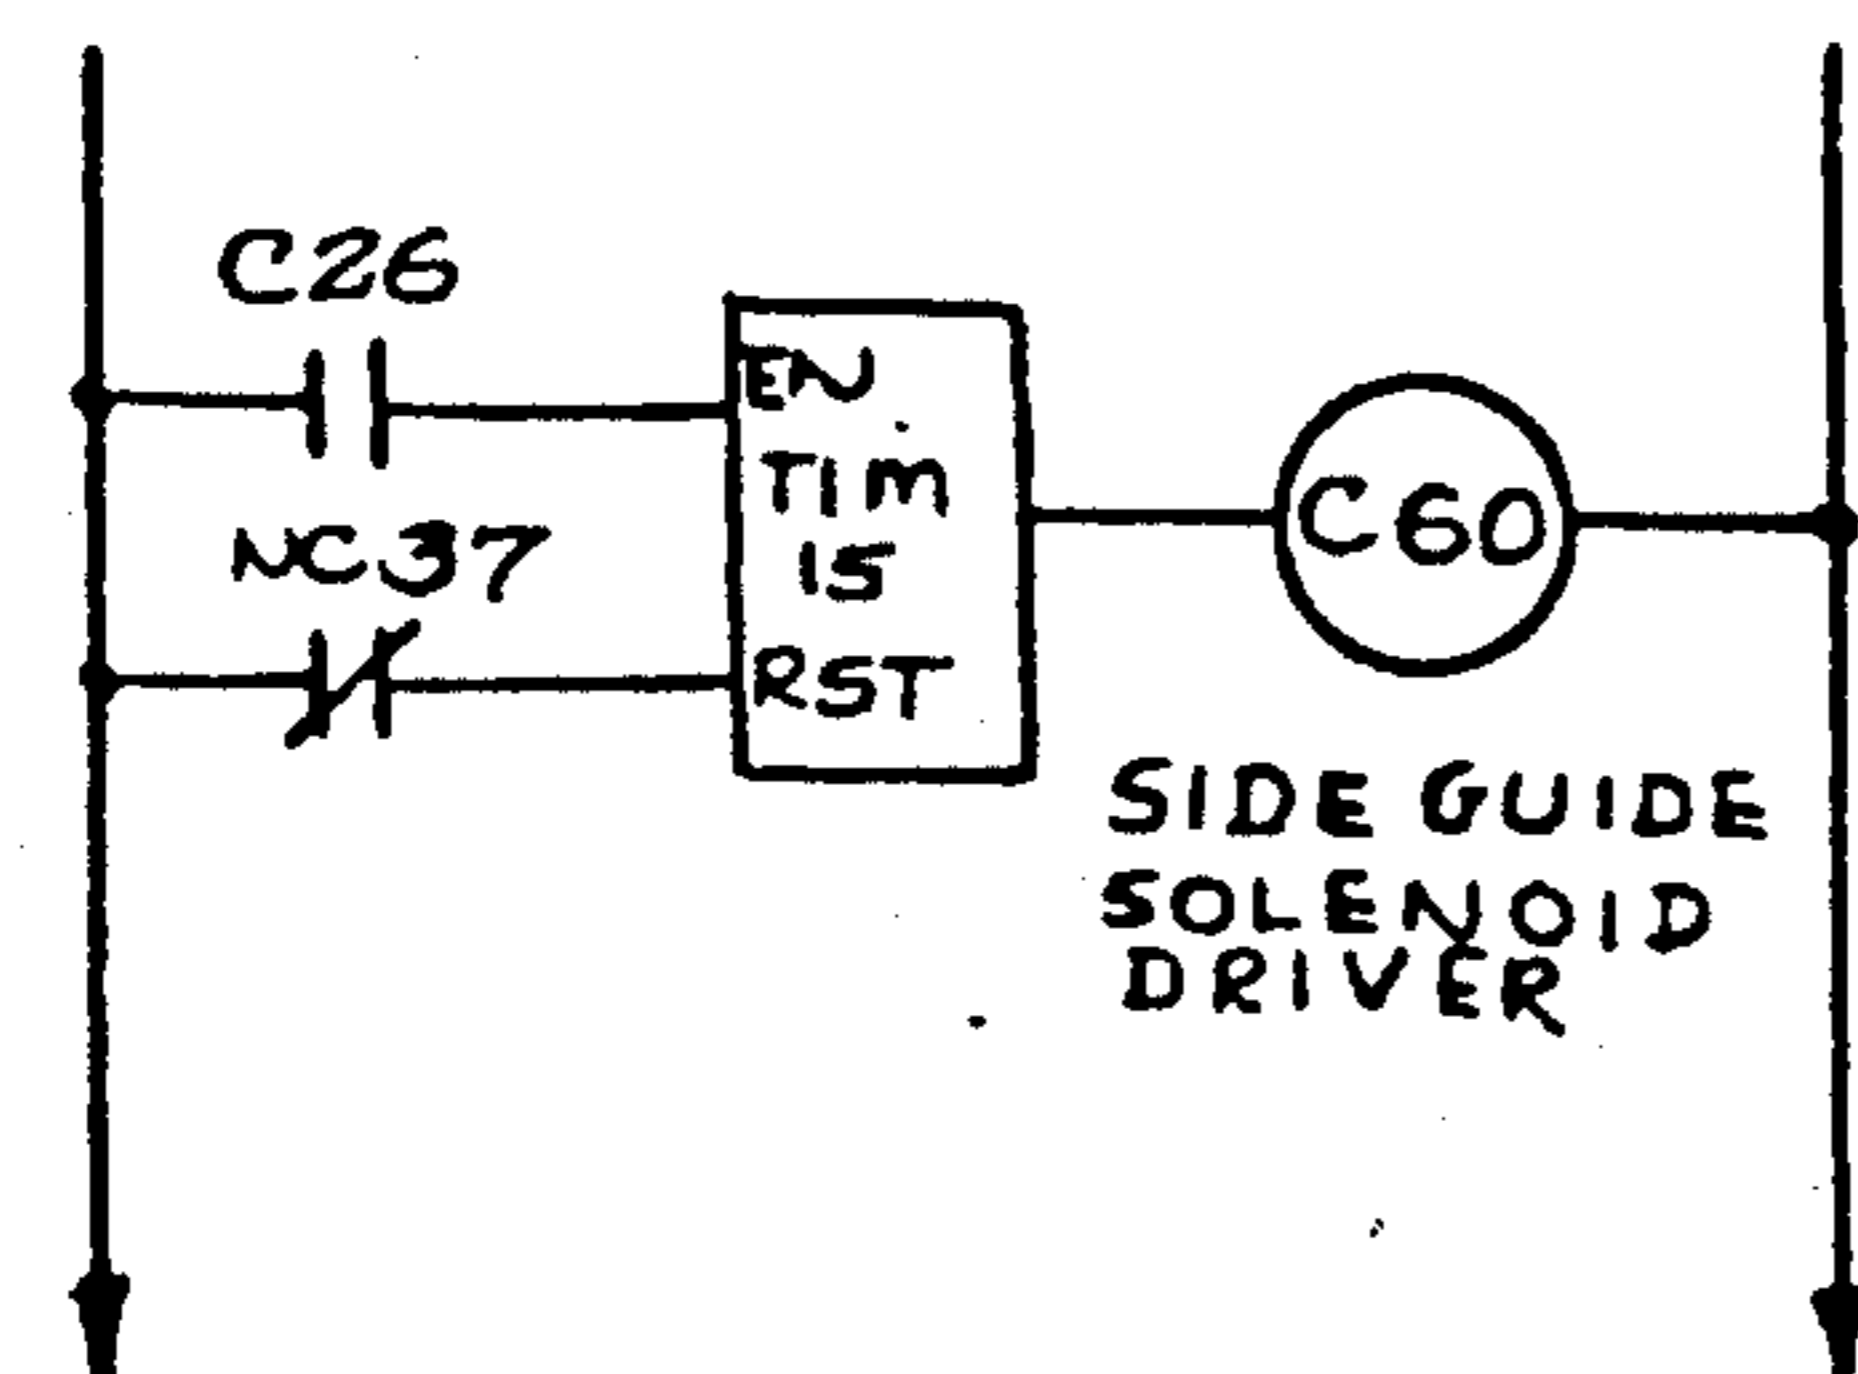 C26
EN
TIM
15
NC37
RST
C60
SIDE GUIDE
SOLENOID
DRIVER